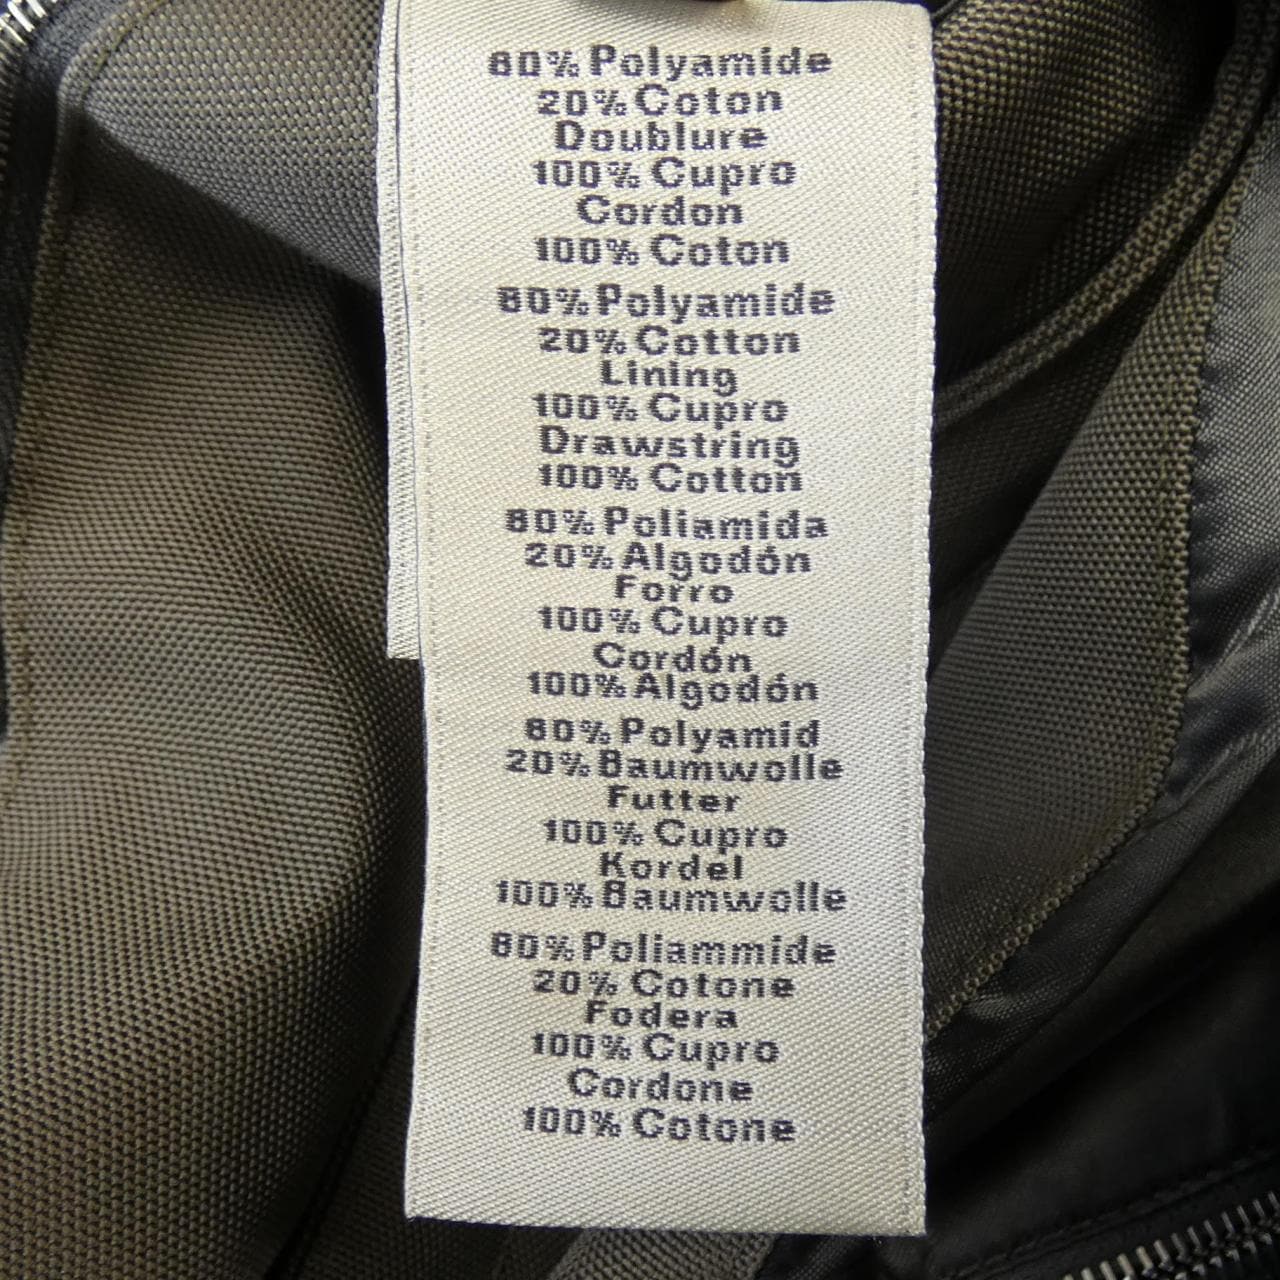 80% Polyamide
20% Coton
Doublure
100% Cupro
Cordon
100% Coton
80% Polyamide
20% Cotton
Lining
100% Cupro
Drawstring
100% Cotton
80% Poliamida
20% Algodón
Forro
100% Cupro
Cordón
100% Algodón
80% Polyamid
20% Baumwolle
Futter
100% Cupro
Kordel
100% Baumwolle
80% Poliammide
20% Cotone
Fodera
100% Cupro
Cordone
100% Cotone